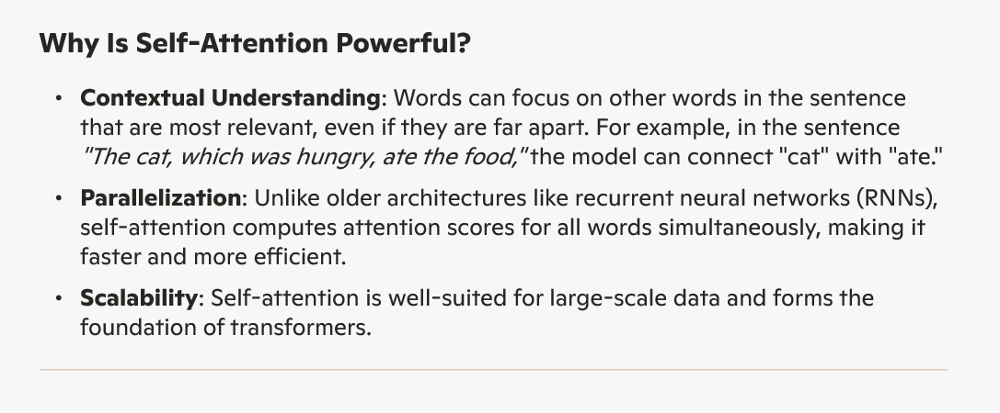 Why Is Self-Attention Powerful?
• Contextual Understanding: Words can focus on other words in the sentence
that are most relevant, even if they are far apart. For example, in the sentence
"The cat, which was hungry, ate the food," the model can connect "cat" with "ate."
• Parallelization: Unlike older architectures like recurrent neural networks (RNNs),
self-attention computes attention scores for all words simultaneously, making it
faster and more efficient.
• Scalability: Self-attention is well-suited for large-scale data and forms the
foundation of transformers.